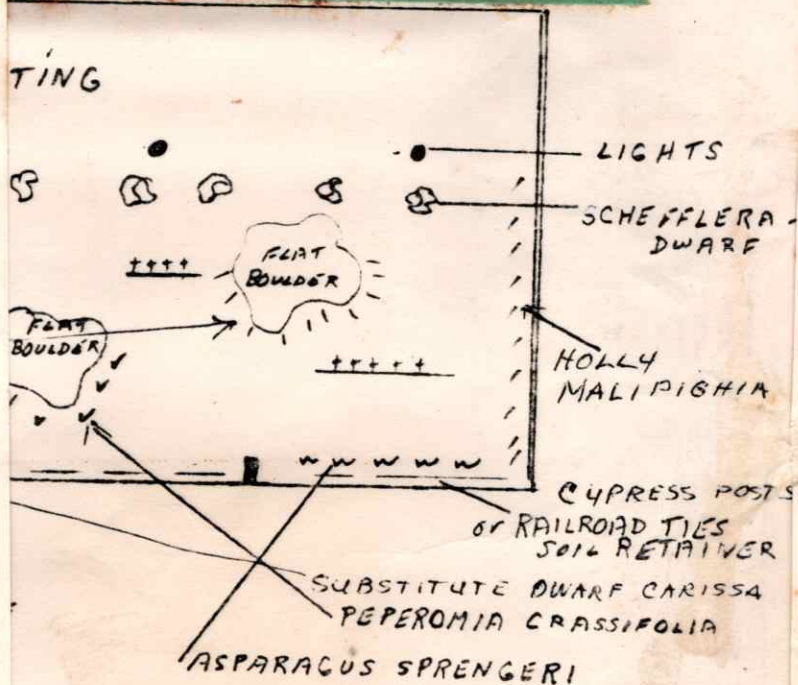 TING
LIGHTS
SCHEFFLERA -
DWARF
FLAT
BOULDER
FLAT
BOULDER
HOLLY
MALIPIGHIA
CYPRESS POSTS
or RAILROAD TIES
SOIL RETAINER
SUBSTITUTE DWARF CARISSA
PEPEROMIA CRASSIFOLIA
ASPARAGUS SPRENGERI